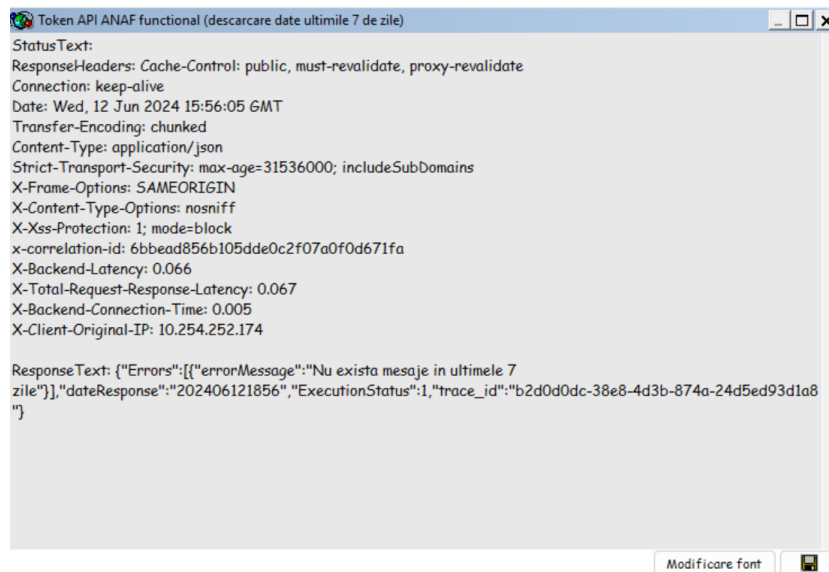 Token API ANAF functional (descarcare date ultimile 7 de zile)
StatusText:
ResponseHeaders: Cache-Control: public, must-revalidate, proxy-revalidate
Connection: keep-alive
Date: Wed, 12 Jun 2024 15:56:05 GMT
Transfer-Encoding: chunked
Content-Type: application/json
Strict-Transport-Security: max-age=31536000; includeSubDomains
X-Frame-Options: SAMEORIGIN
X-Content-Type-Options: nosniff
X-Xss-Protection: 1; mode=block
x-correlation-id: 6bbead856b105dde0c2f07a0f0d671fa
X-Backend-Latency: 0.066
X-Total-Request-Response-Latency: 0.067
X-Backend-Connection-Time: 0.005
X-Client-Original-IP: 10.254.252.174
ResponseText: {"Errors":[{"errorMessage":"Nu exista mesaje in ultimele 7
zile"}],"dateResponse":"202406121856","ExecutionStatus":1,"trace_id":"b2d0d0dc-38e8-4d3b-874a-24d5ed93d1a8
"}
Modificare font